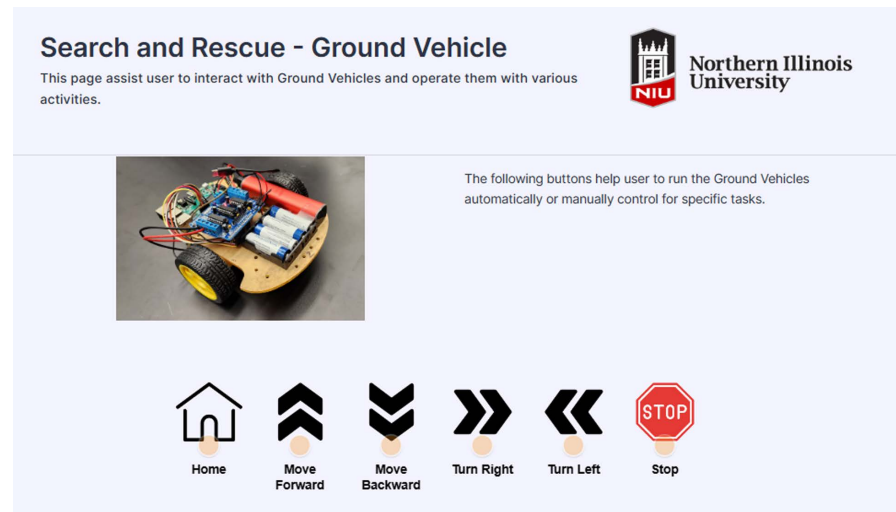 Search and Rescue - Ground Vehicle
This page assist user to interact with Ground Vehicles and operate them with various
activities.
NIU
Northern Illinois
University
The following buttons help user to run the Ground Vehicles
automatically or manually control for specific tasks.
STOP
Home
Move
Forward
Move
Backward
Turn Right
Turn Left
Stop